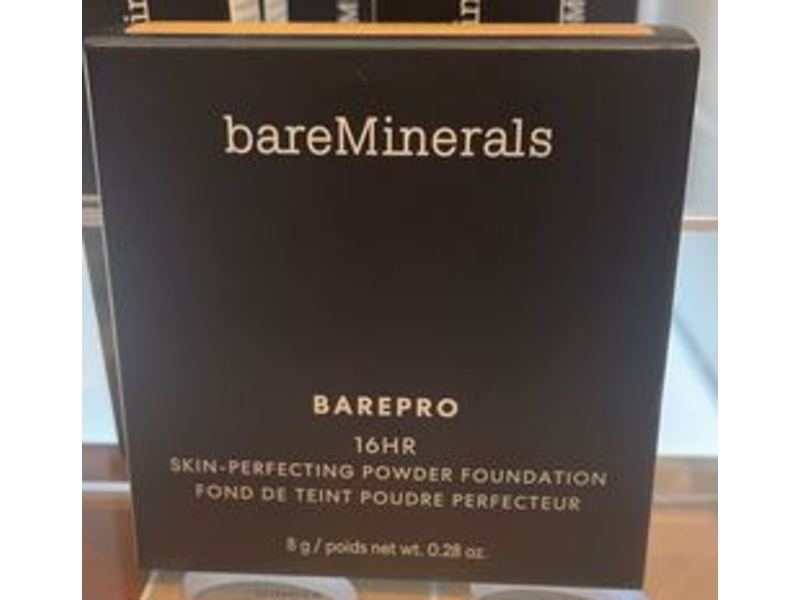 bareMinerals
BAREPRO
16HR
SKIN-PERFECTING POWDER FOUNDATION
FOND DE TEINT POUDRE PERFECTEUR
8 g / poids net wt. 0.28 oz.